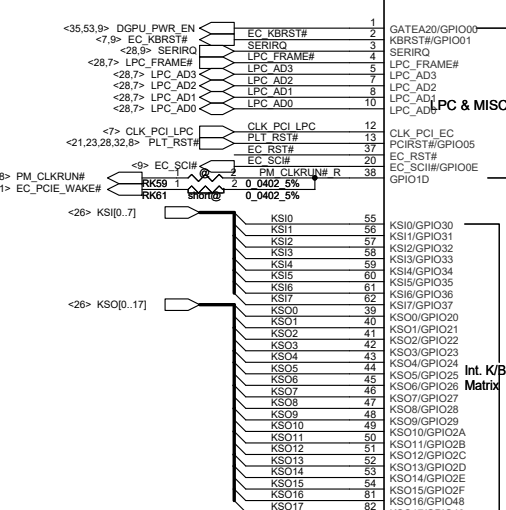 <35,53,9> DGPU_PWR_EN 1 GATEA20/GPIO00
<7,9> EC_KBRST# EC_KBRST# 2 KBRST#/GPIO01
<28,9> SERIRQ SERIRQ 3 SERIRQ
<28,7> LPC_FRAME# LPC_FRAME# 4 LPC_FRAME#
<28,7> LPC_AD3 LPC_AD3 5 LPC_AD3
<28,7> LPC_AD2 LPC_AD2 7 LPC_AD2
<28,7> LPC_AD1 LPC_AD1 8 LPC_AD1
<28,7> LPC_AD0 LPC_AD0 10 LPC_AD0
LPC & MISC
<7> CLK_PCI_LPC CLK_PCI_LPC 12 CLK_PCI_EC
<21,23,28,32,8> PLT_RST# PLT_RST# 13 PCIRST#/GPIO05
EC_RST# 37 EC_RST#
<9> EC_SCI# EC_SCI# 20 EC_SCII#/GPIO0E
8> PM_CLKRUN# 1 @ 2 PM_CLKRUN#_R 38 GPIO1D
1> EC_PCIE_WAKE# RK59 1 2 0_0402_5%
RK61 short@ 0_0402_5%
<26> KSI[0..7]
KSI0 55 KSI0/GPIO30
KSI1 56 KSI1/GPIO31
KSI2 57 KSI2/GPIO32
KSI3 58 KSI3/GPIO33
KSI4 59 KSI4/GPIO34
KSI5 60 KSI5/GPIO35
KSI6 61 KSI6/GPIO36
KSI7 62 KSI7/GPIO37
<26> KSO[0..17]
KSO0 39 KSO0/GPIO20
KSO1 40 KSO1/GPIO21
KSO2 41 KSO2/GPIO22
KSO3 42 KSO3/GPIO23
KSO4 43 KSO4/GPIO24
KSO5 44 KSO5/GPIO25
KSO6 45 KSO6/GPIO26
Int. K/B
Matrix
KSO7 46 KSO7/GPIO27
KSO8 47 KSO8/GPIO28
KSO9 48 KSO9/GPIO29
KSO10 49 KSO10/GPIO2A
KSO11 50 KSO11/GPIO2B
KSO12 51 KSO12/GPIO2C
KSO13 52 KSO13/GPIO2D
KSO14 53 KSO14/GPIO2E
KSO15 54 KSO15/GPIO2F
KSO16 81 KSO16/GPIO48
KSO17 82